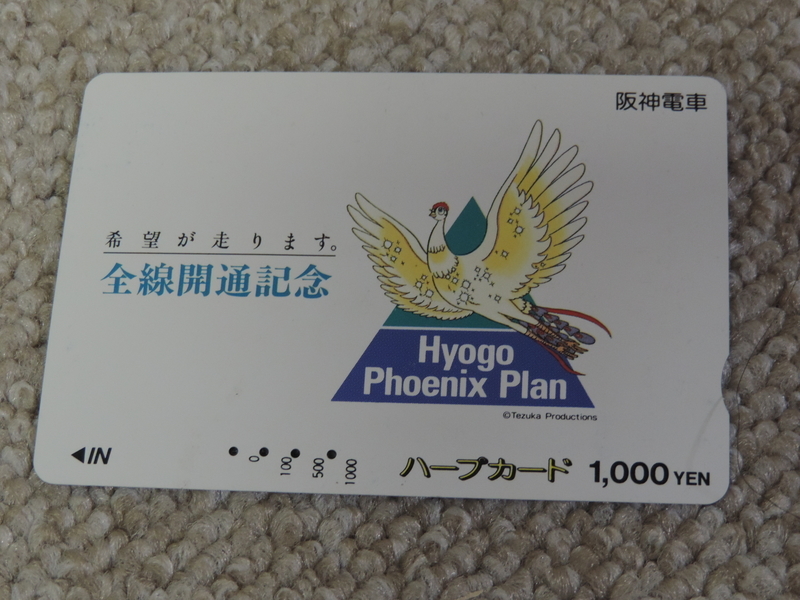 阪神電車
希望が走ります。
全線開通記念
Hyogo
Phoenix Plan
©Tezuka Productions
◀IN
0
100
500
1000
ハープカード 1,000 YEN